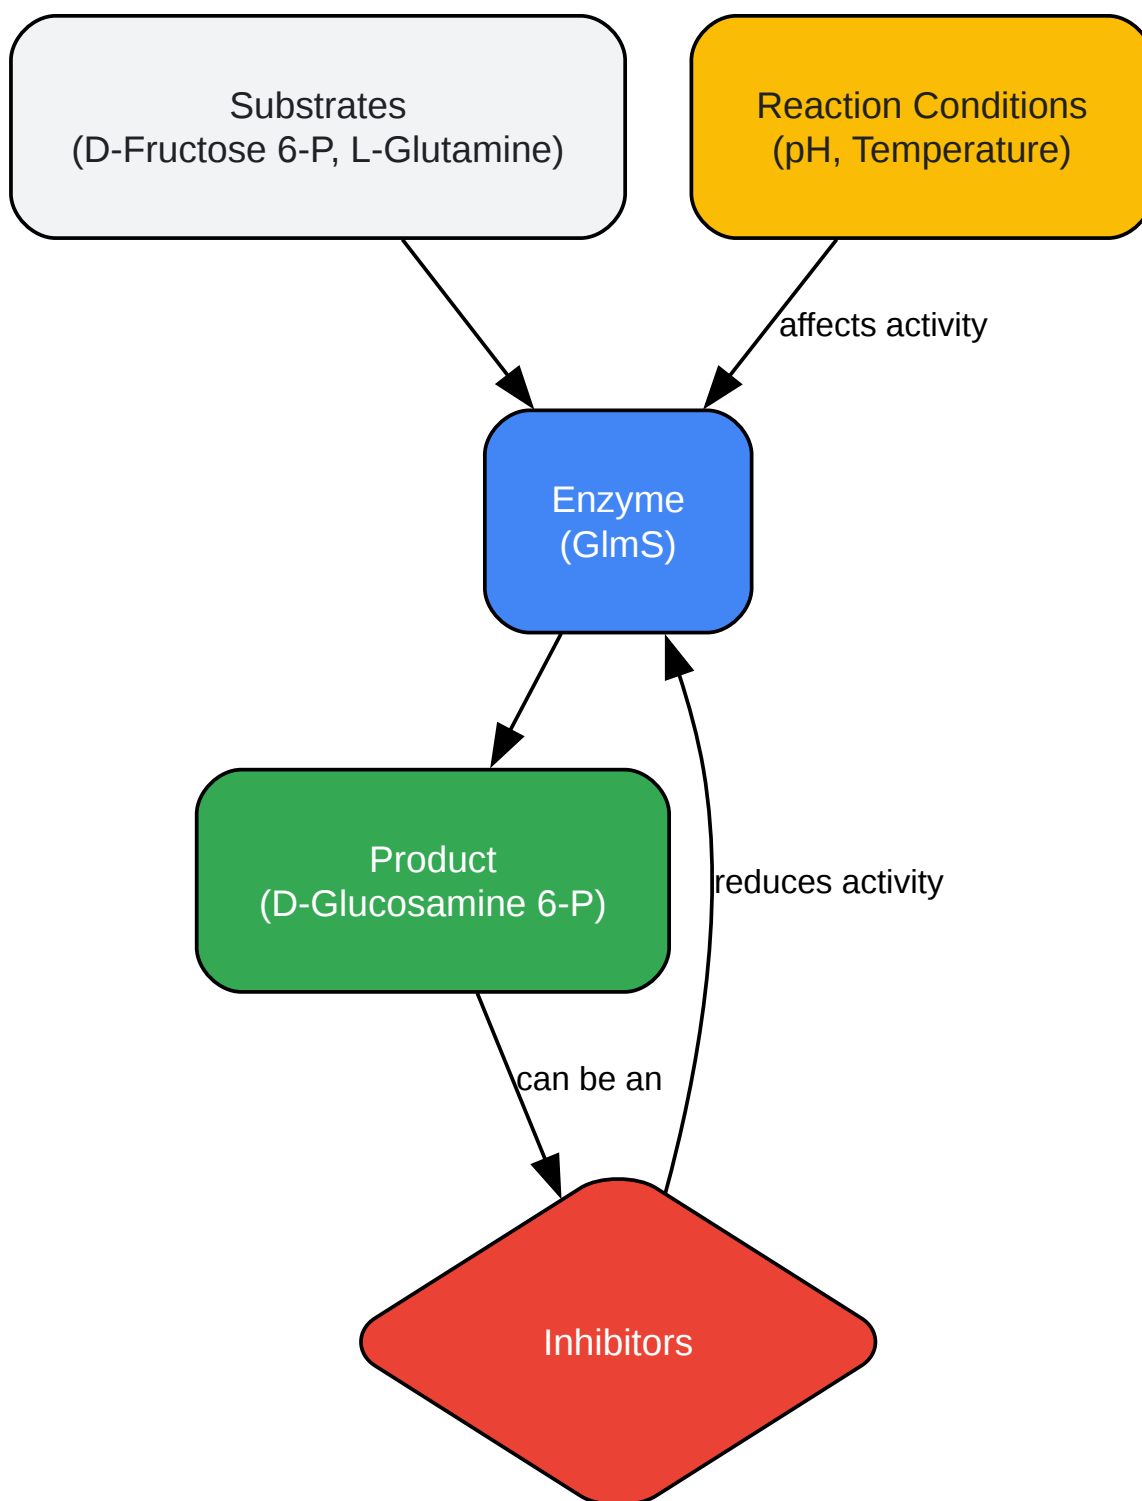 Substrates
(D-Fructose 6-P, L-Glutamine)
Reaction Conditions
(pH, Temperature)
affects activity
Enzyme
(GlmS)
Product
(D-Glucosamine 6-P)
reduces activity
can be an
Inhibitors